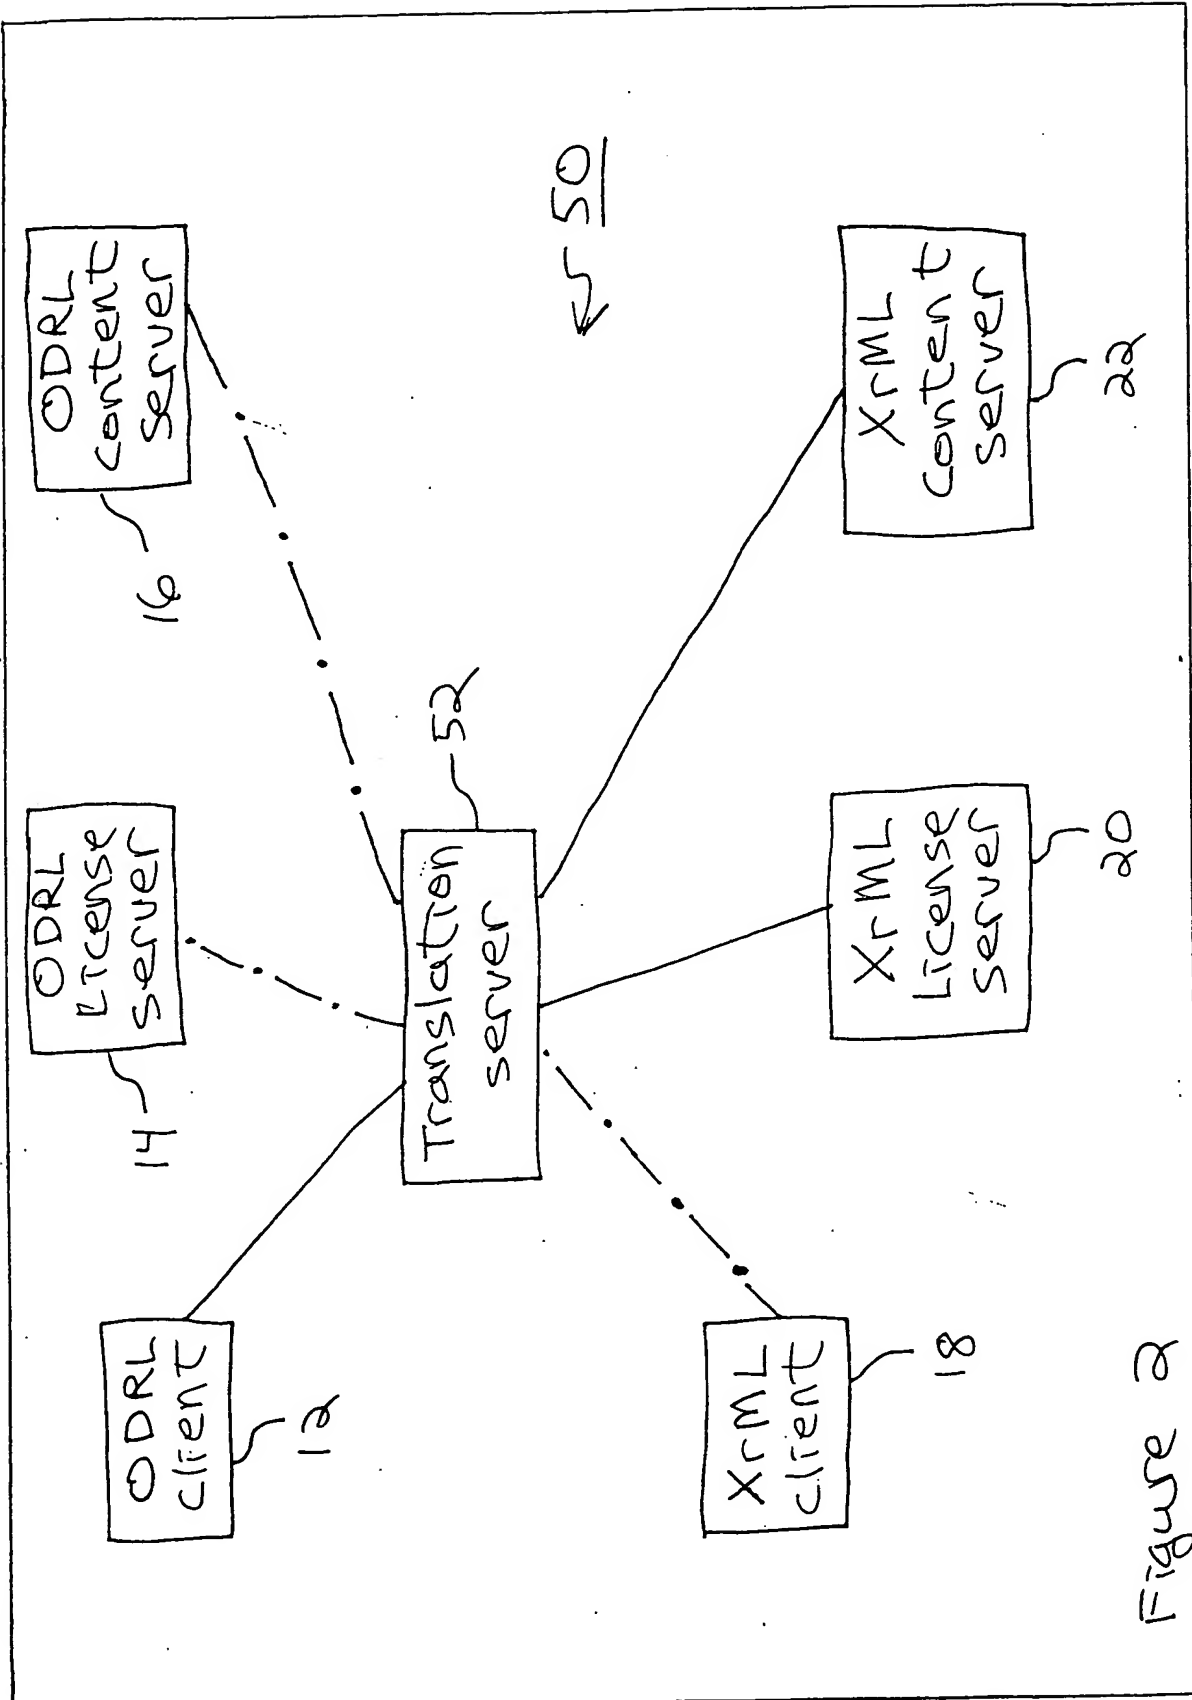 ODRL
client
12
ODRL
License
server
14
ODRL
content
server
16
Translation
server
52
50
XrML
client
18
XrML
License
server
20
XrML
content
server
22
Figure 2